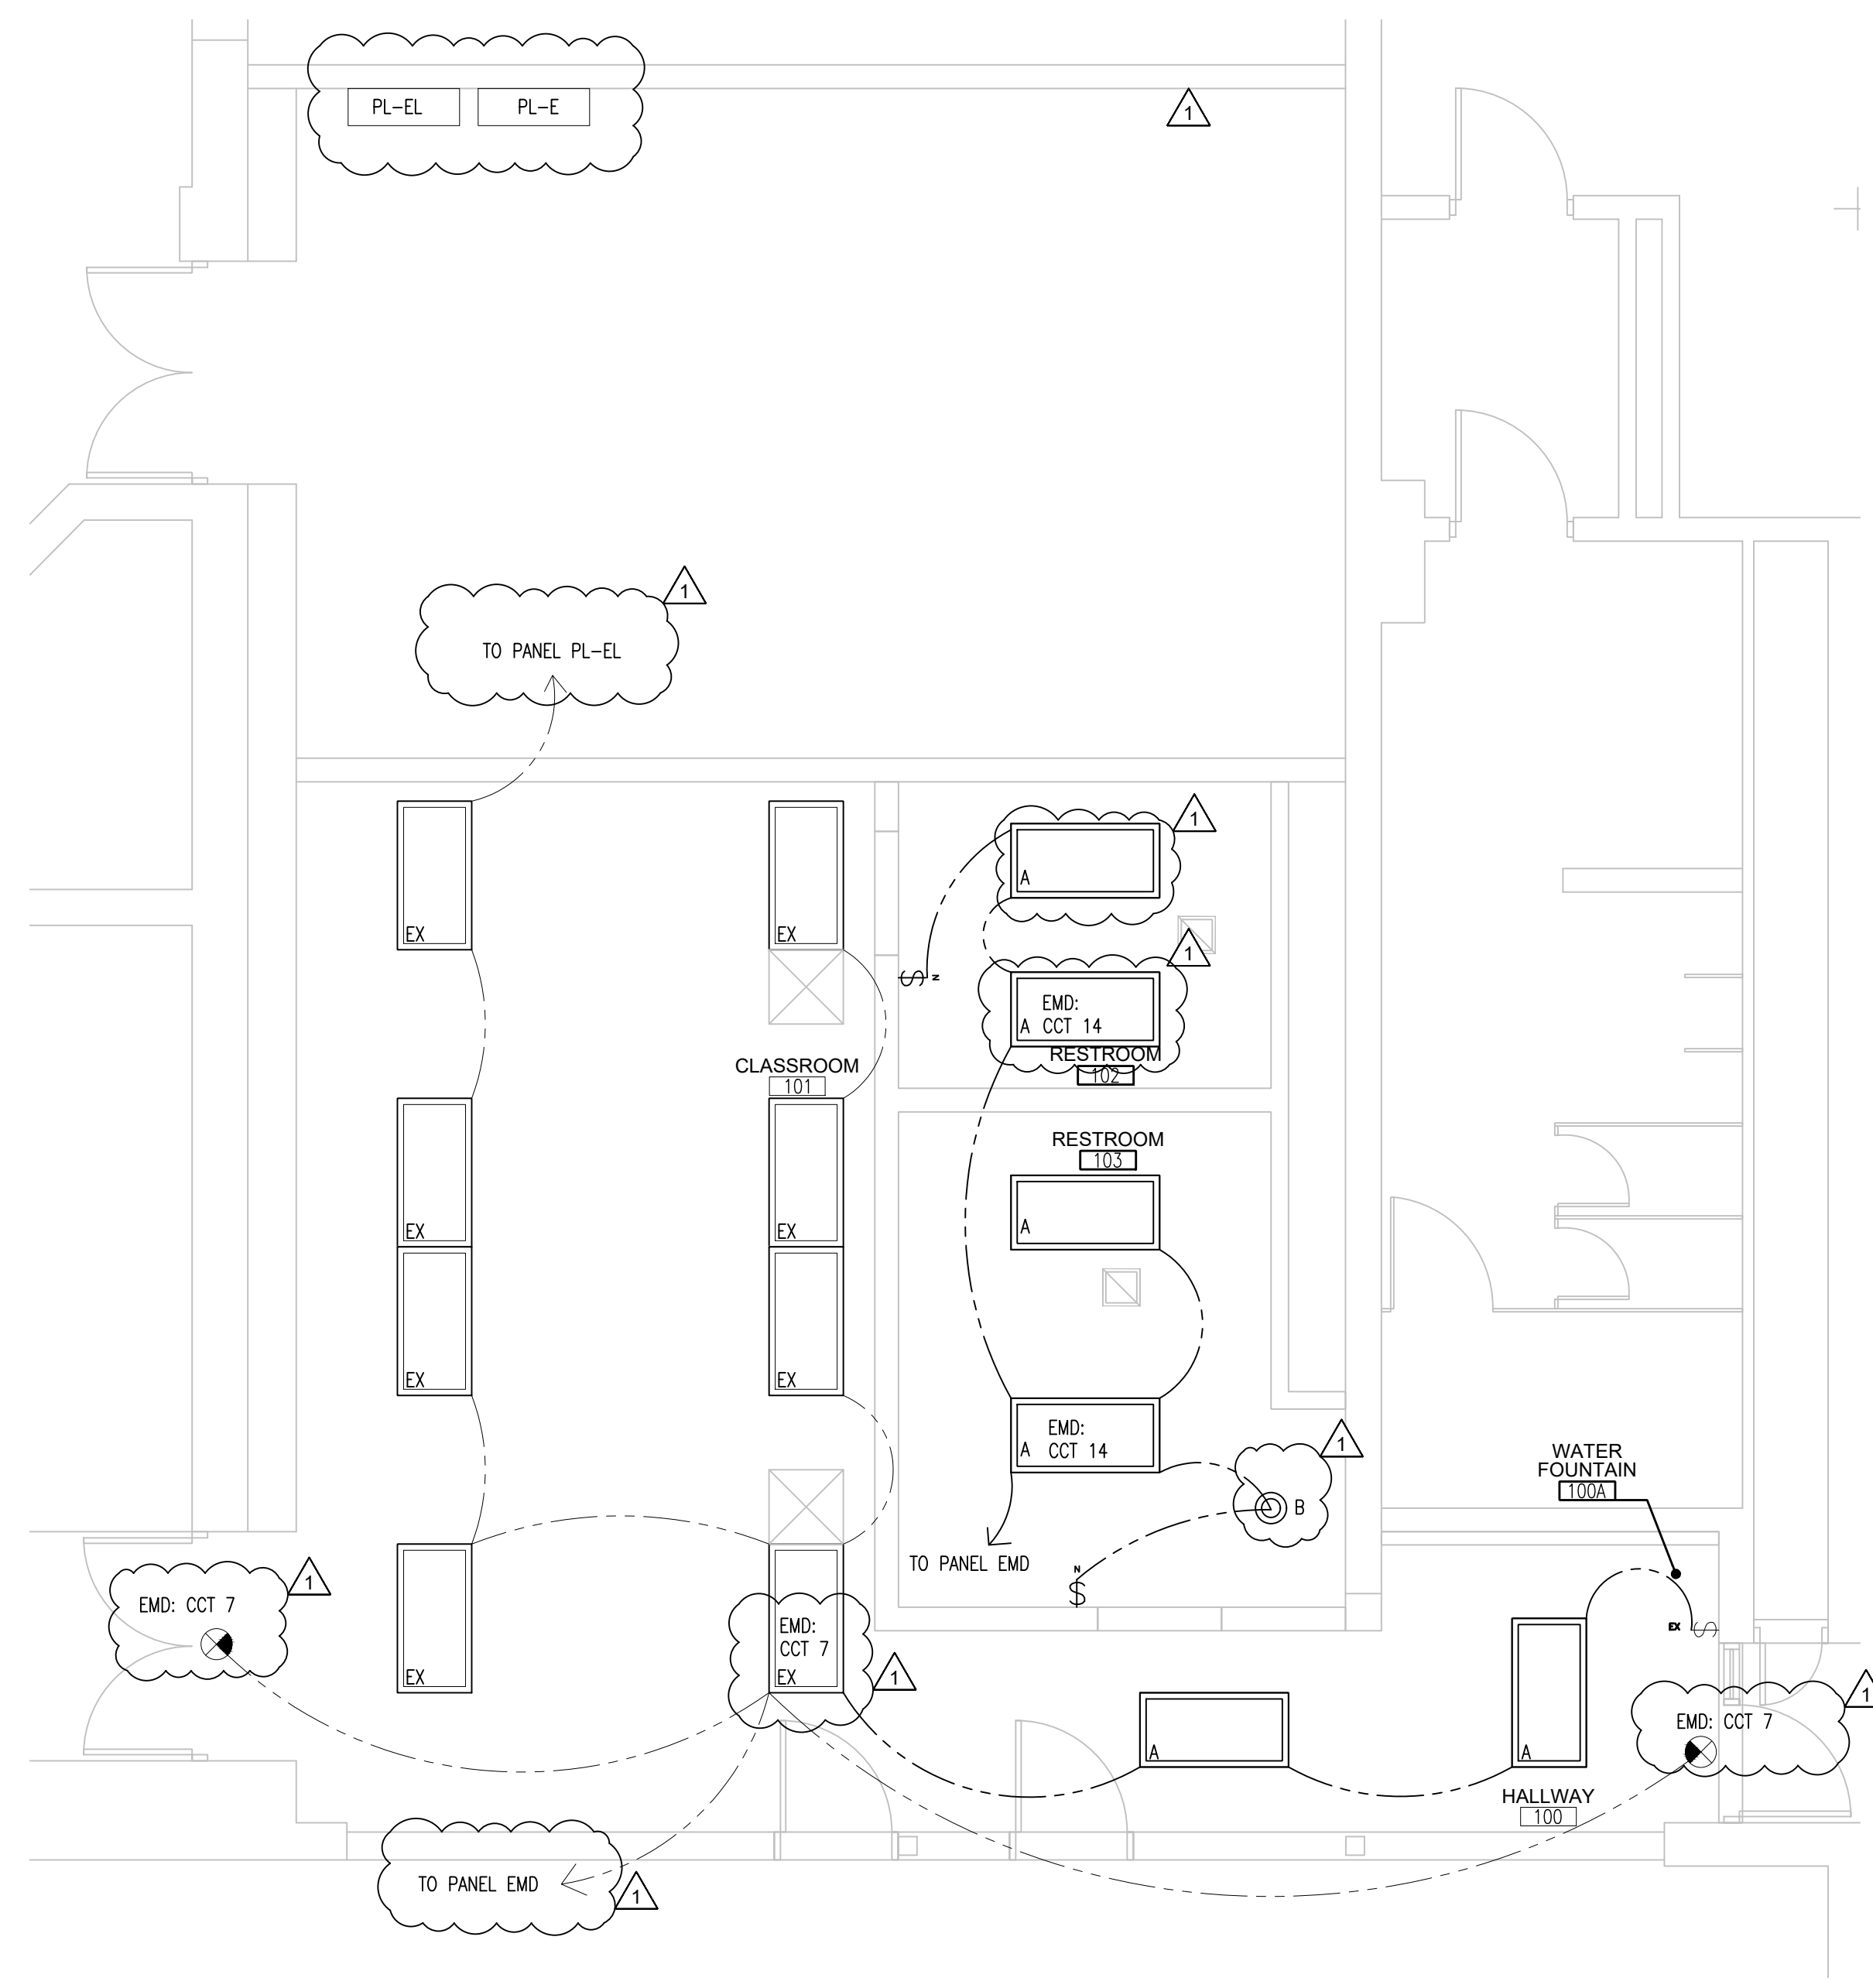 PL-EL
PL-E
1
1
TO PANEL PL-EL
1
A
EX
EX
1
N
EMD:
A CCT 14
RESTROOM
102
CLASSROOM
101
RESTROOM
103
A
EX
EX
EX
EX
EMD:
A CCT 14
1
B
WATER
FOUNTAIN
100A
TO PANEL EMD
N
1
EMD: CCT 7
EMD:
CCT 7
EX
EX
1
EX
1
EMD: CCT 7
A
A
HALLWAY
100
TO PANEL EMD
1